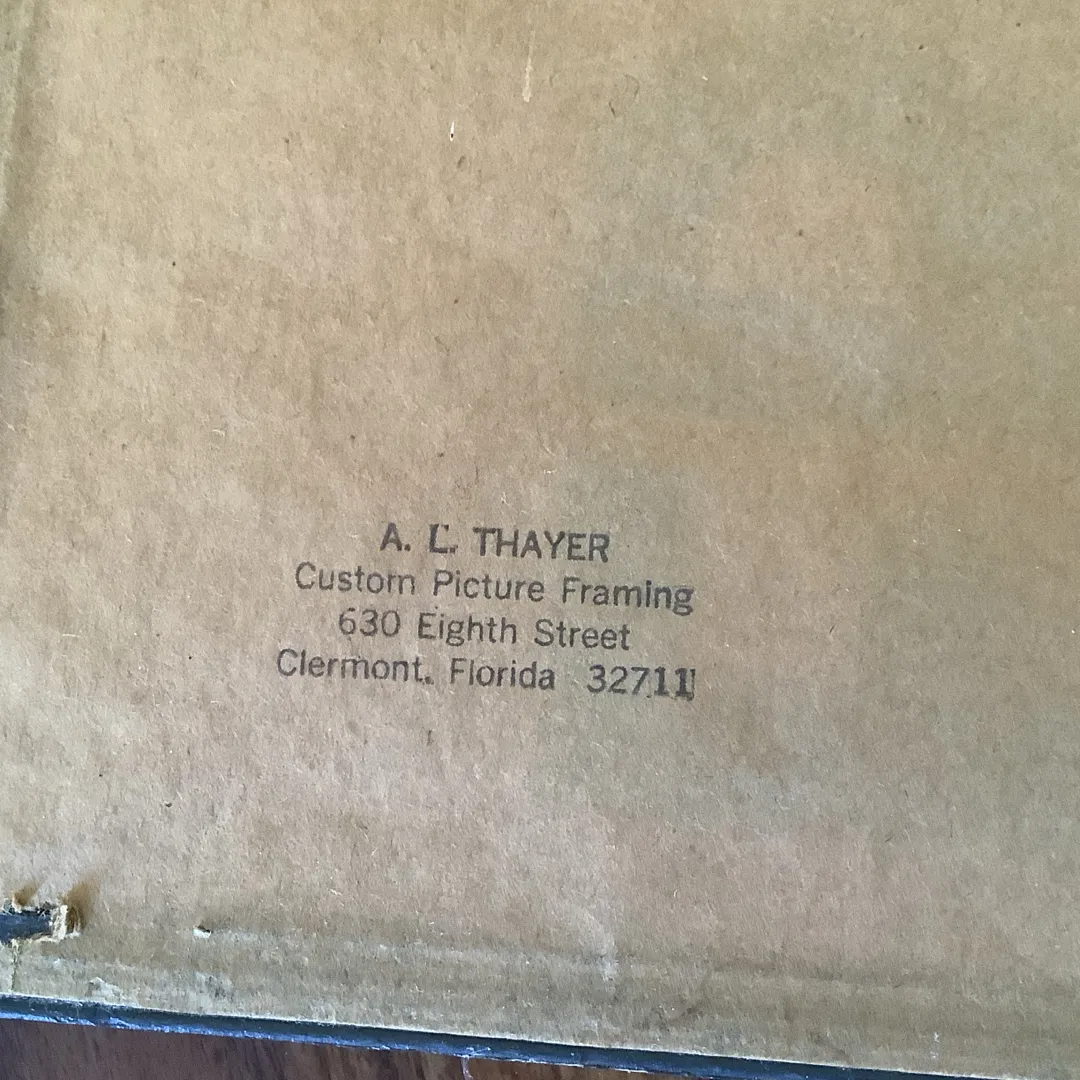 A. L. THAYER
Custom Picture Framing
630 Eighth Street
Clermont, Florida 32711